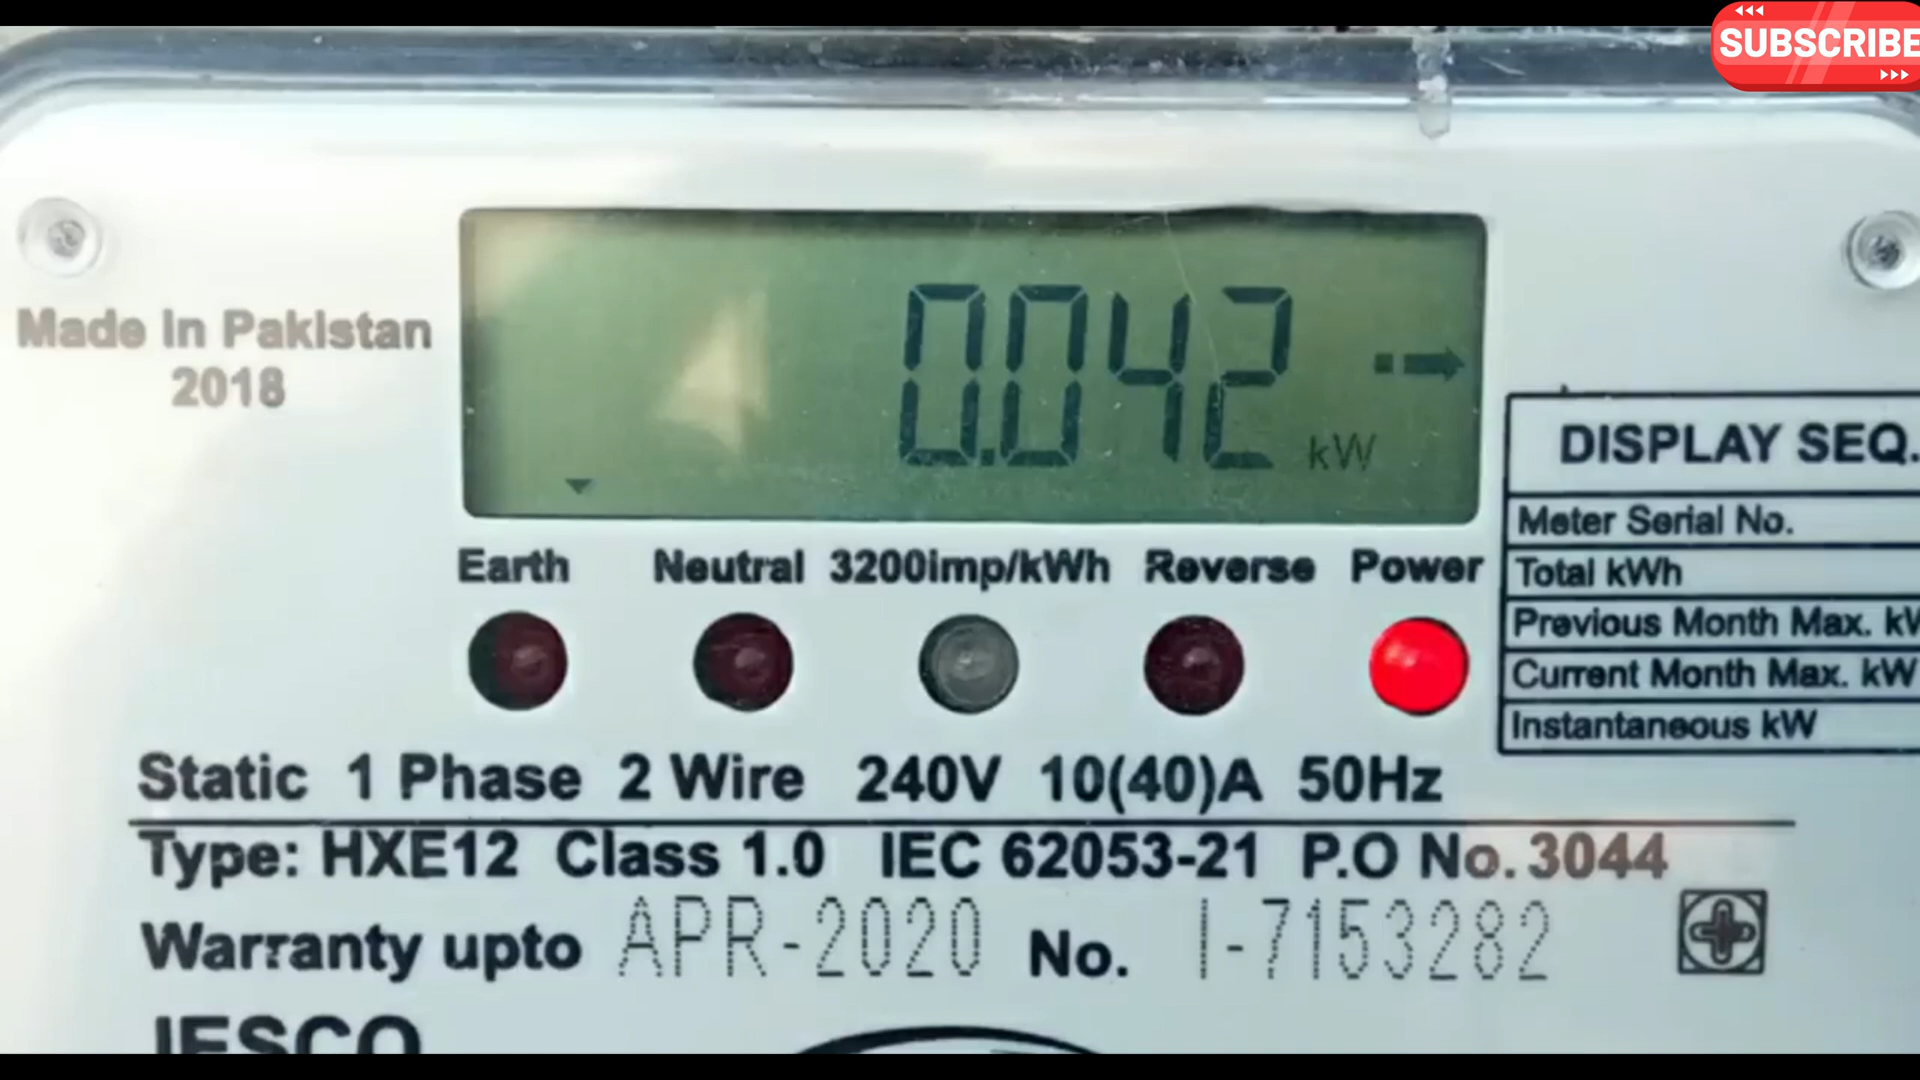 SUBSCRIBE
Made in Pakistan
2018
0.042 kW
Earth Neutral 3200imp/kWh Reverse Power
DISPLAY SEQ.
Meter Serial No.
Total kWh
Previous Month Max. kW
Current Month Max. kW
Instantaneous kW
Static 1 Phase 2 Wire 240V 10(40)A 50Hz
Type: HXE12 Class 1.0 IEC 62053-21 P.O No. 3044
Warranty upto APR-2020 No. I-7153282
IESCO